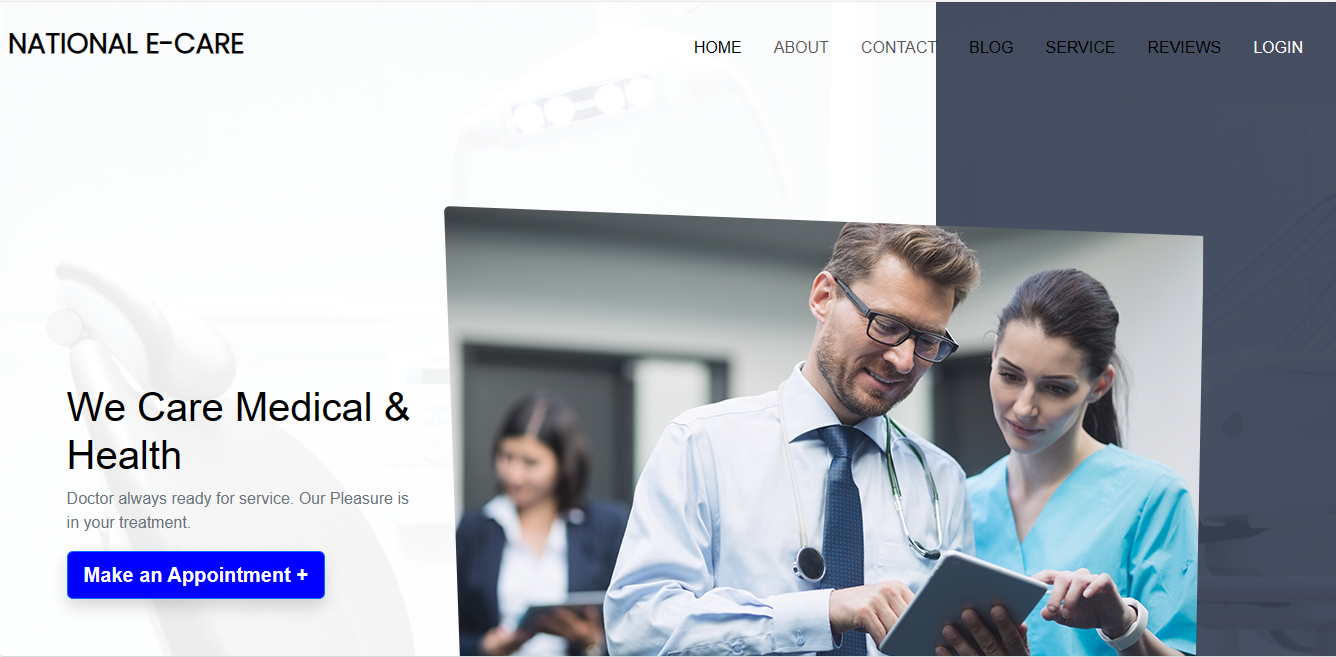 NATIONAL E-CARE
HOME ABOUT CONTACT BLOG SERVICE REVIEWS LOGIN
We Care Medical &
Health
Doctor always ready for service. Our Pleasure is
in your treatment.
Make an Appointment +